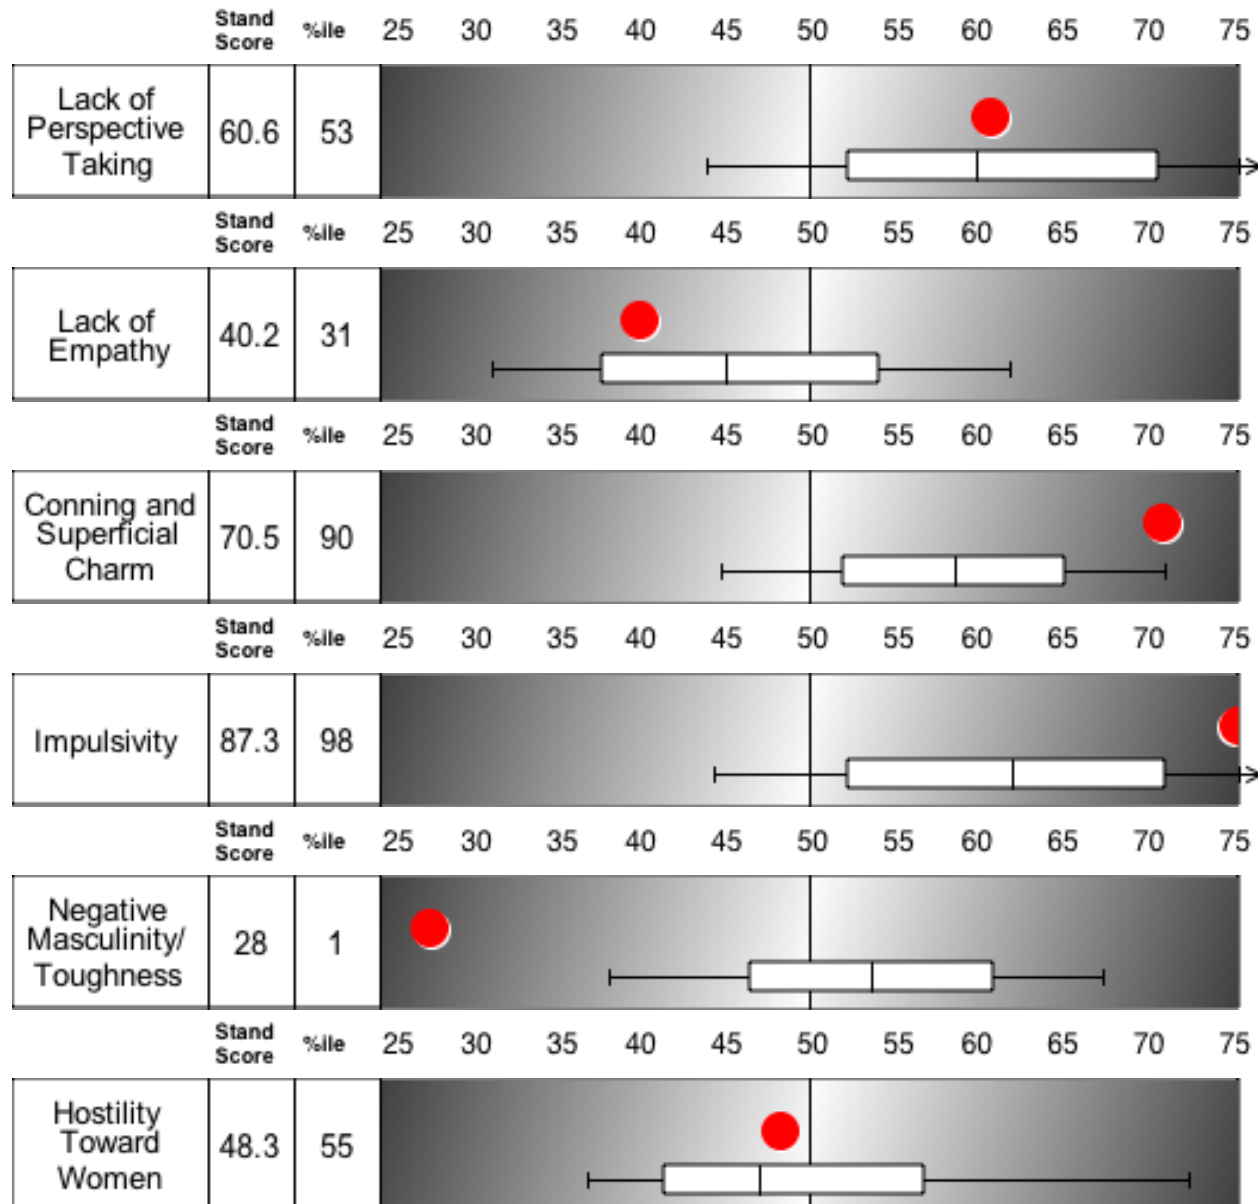 Stand Score %ile 25 30 35 40 45 50 55 60 65 70 75
Lack of
Perspective
Taking
60.6 53
Stand Score %ile 25 30 35 40 45 50 55 60 65 70 75
Lack of
Empathy
40.2 31
Stand Score %ile 25 30 35 40 45 50 55 60 65 70 75
Conning and
Superficial
Charm
70.5 90
Stand Score %ile 25 30 35 40 45 50 55 60 65 70 75
Impulsivity 87.3 98
Stand Score %ile 25 30 35 40 45 50 55 60 65 70 75
Negative
Masculinity/
Toughness
28 1
Stand Score %ile 25 30 35 40 45 50 55 60 65 70 75
Hostility
Toward
Women
48.3 55